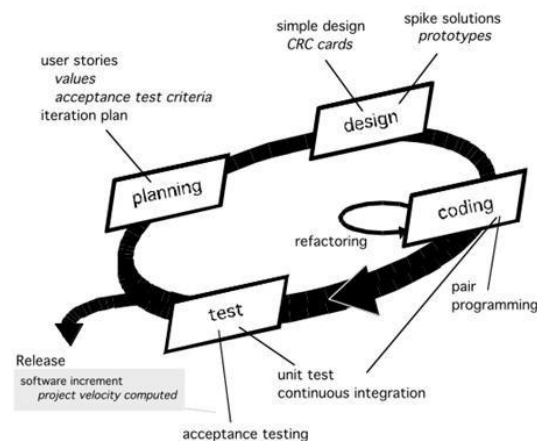 spike solutions
prototypes
simple design
CRC cards
user stories
values
acceptance test criteria
iteration plan
design
planning
coding
refactoring
test
pair
programming
Release
software increment
project velocity computed
unit test
continuous integration
acceptance testing